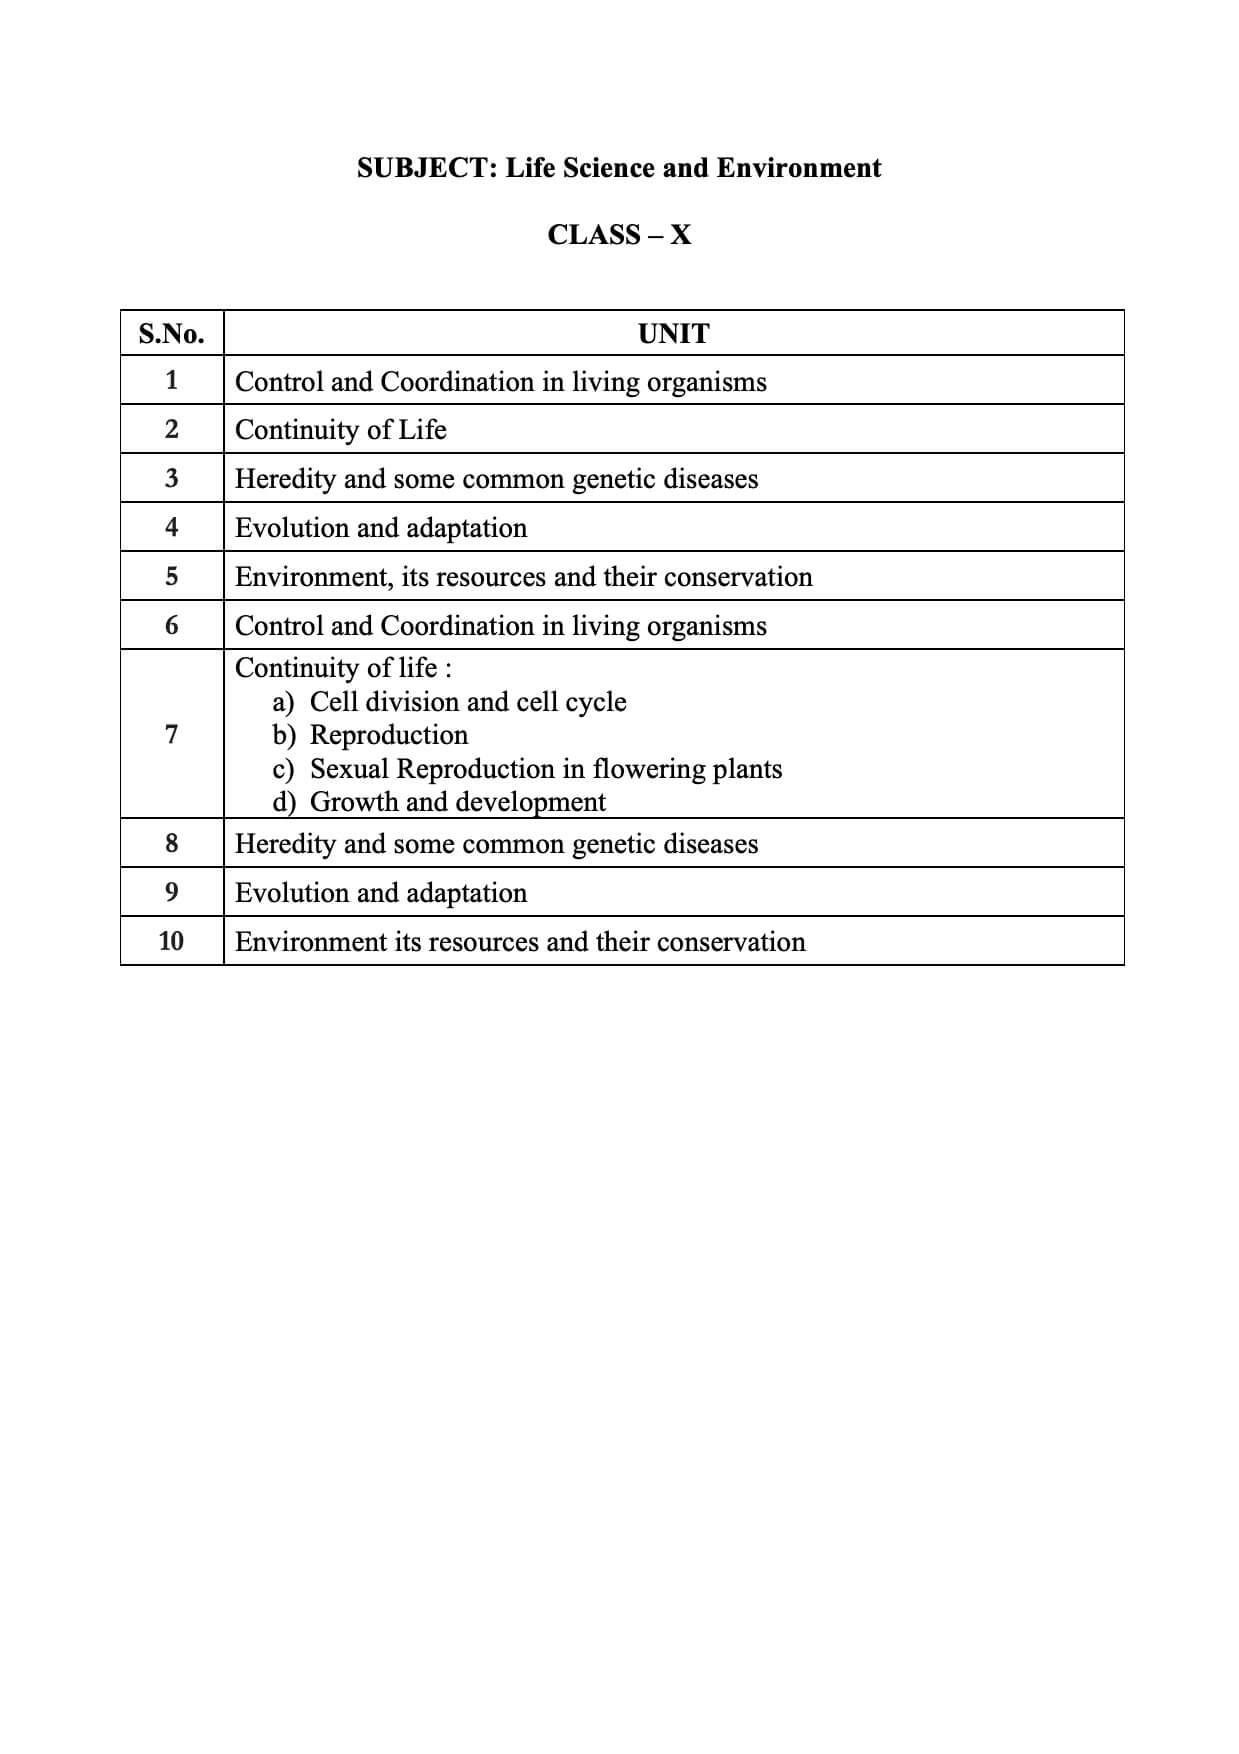 SUBJECT: Life Science and Environment
CLASS – X
S.No. UNIT
1 Control and Coordination in living organisms
2 Continuity of Life
3 Heredity and some common genetic diseases
4 Evolution and adaptation
5 Environment, its resources and their conservation
6 Control and Coordination in living organisms
7 Continuity of life :
a) Cell division and cell cycle
b) Reproduction
c) Sexual Reproduction in flowering plants
d) Growth and development
8 Heredity and some common genetic diseases
9 Evolution and adaptation
10 Environment its resources and their conservation